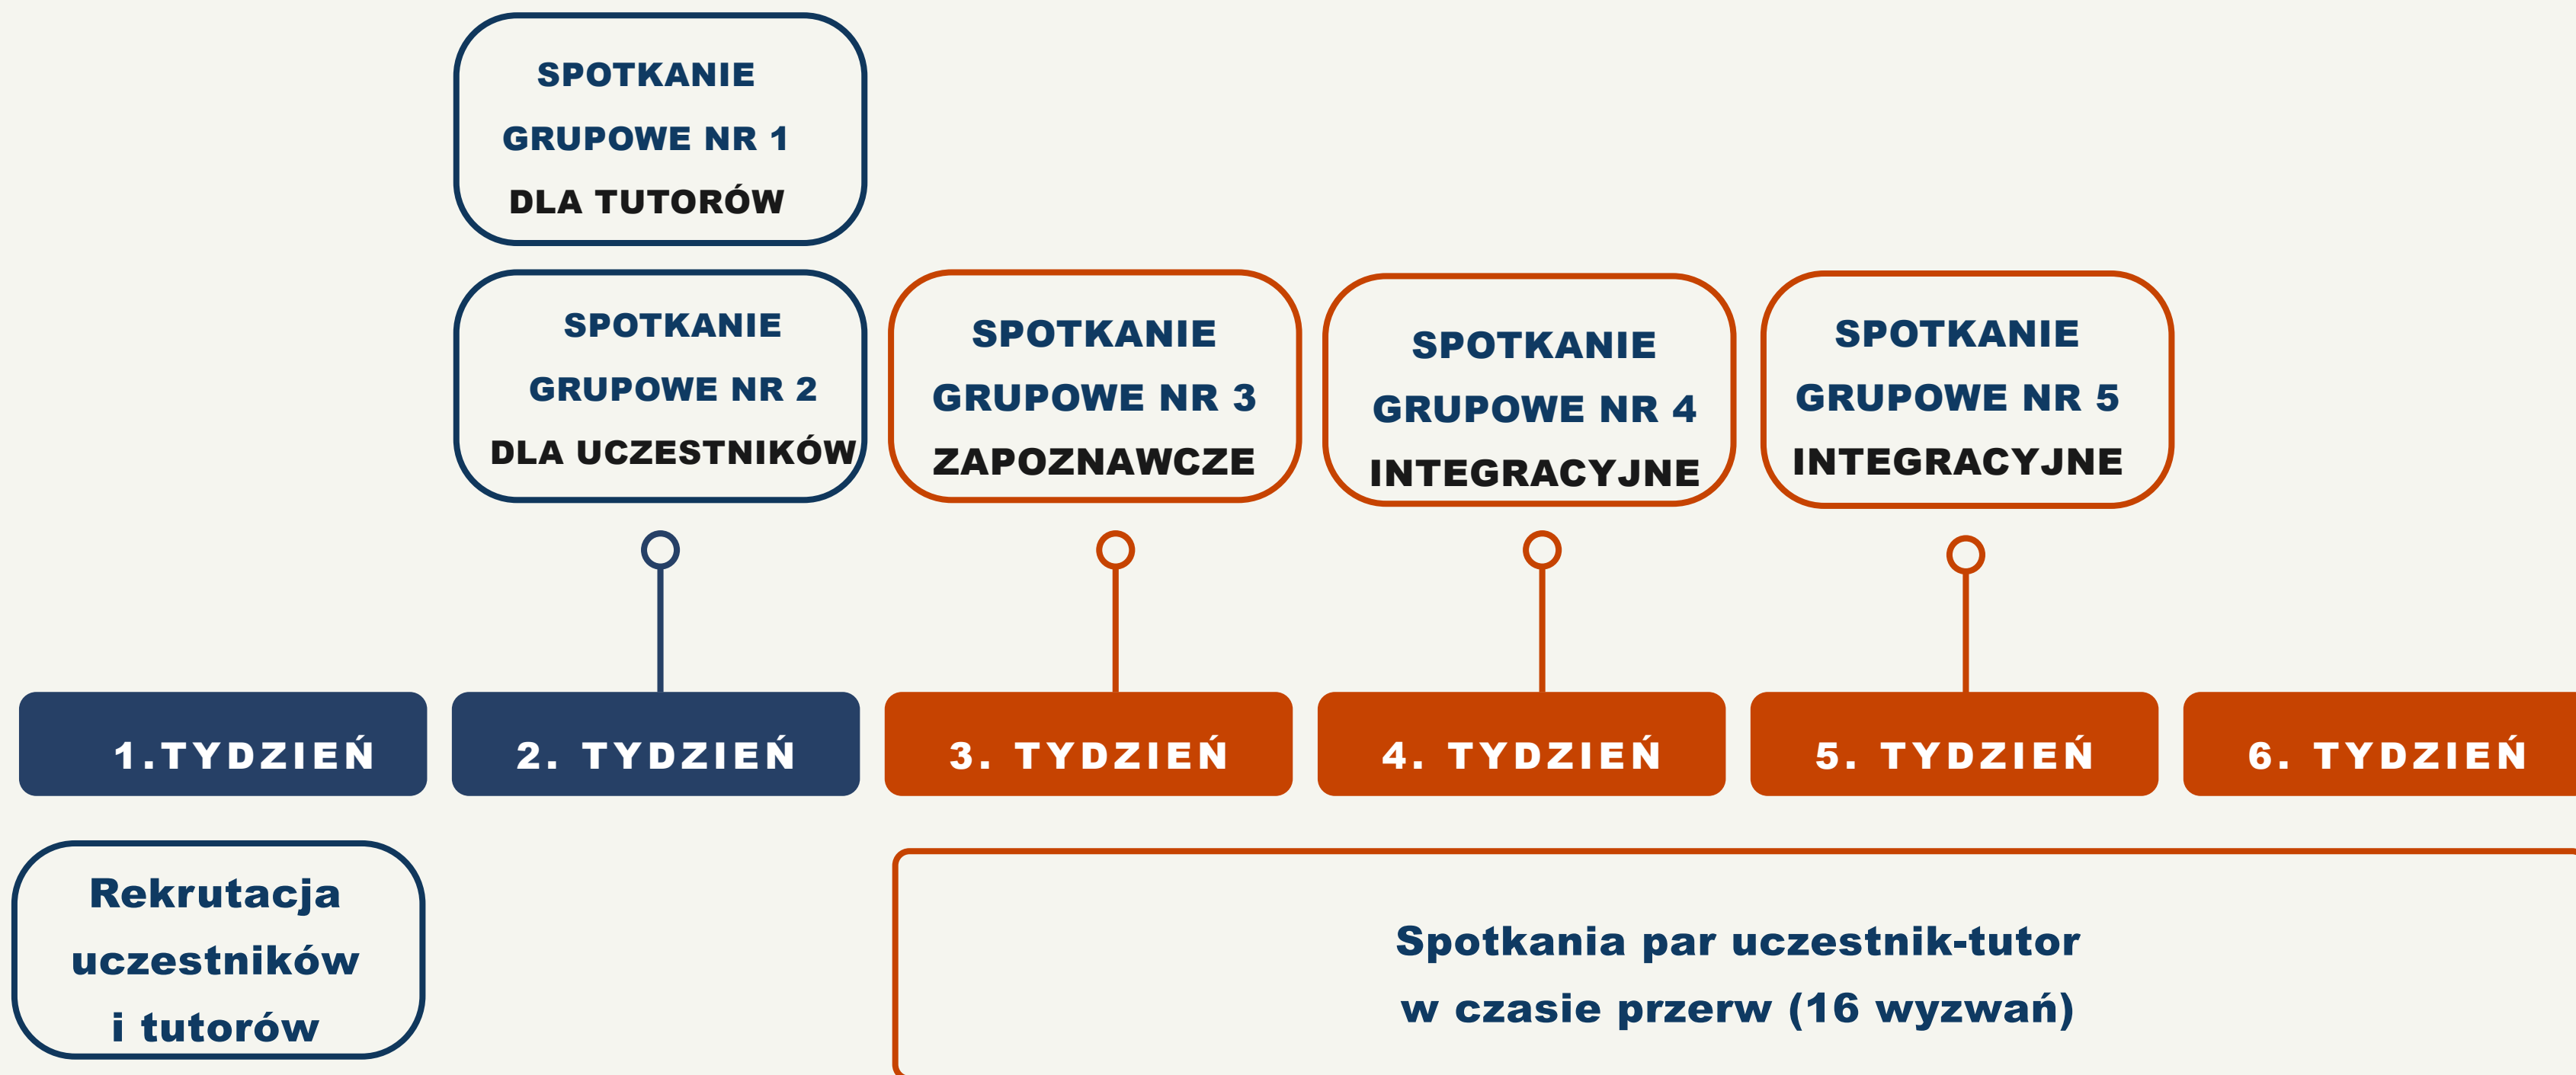 SPOTKANIE
GRUPOWE NR 1
DLA TUTORÓW
SPOTKANIE
GRUPOWE NR 2
DLA UCZESTNIKÓW
SPOTKANIE
GRUPOWE NR 3
ZAPOZNAWCZE
SPOTKANIE
GRUPOWE NR 4
INTEGRACYJNE
SPOTKANIE
GRUPOWE NR 5
INTEGRACYJNE
1.TYDZIEŃ
2. TYDZIEŃ
3. TYDZIEŃ
4. TYDZIEŃ
5. TYDZIEŃ
6. TYDZIEŃ
Rekrutacja
uczestników
i tutorów
Spotkania par uczestnik-tutor
w czasie przerw (16 wyzwań)